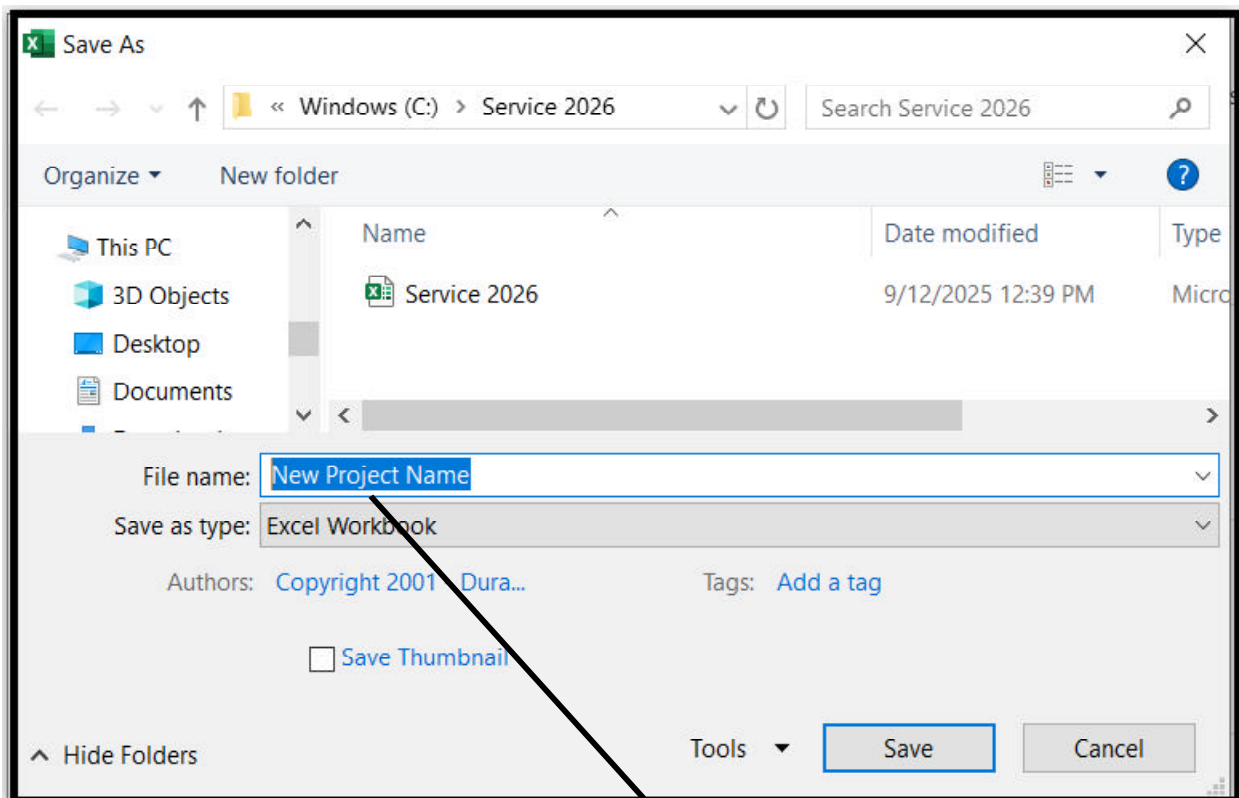 Save As
« Windows (C:) > Service 2026
Search Service 2026
Organize
New folder
Name
Date modified
Type
This PC
3D Objects
Desktop
Documents
Service 2026
9/12/2025 12:39 PM
File name: New Project Name
Save as type: Excel Workbook
Authors: Copyright 2001 Dura...
Tags: Add a tag
Save Thumbnail
Hide Folders
Tools
Save
Cancel